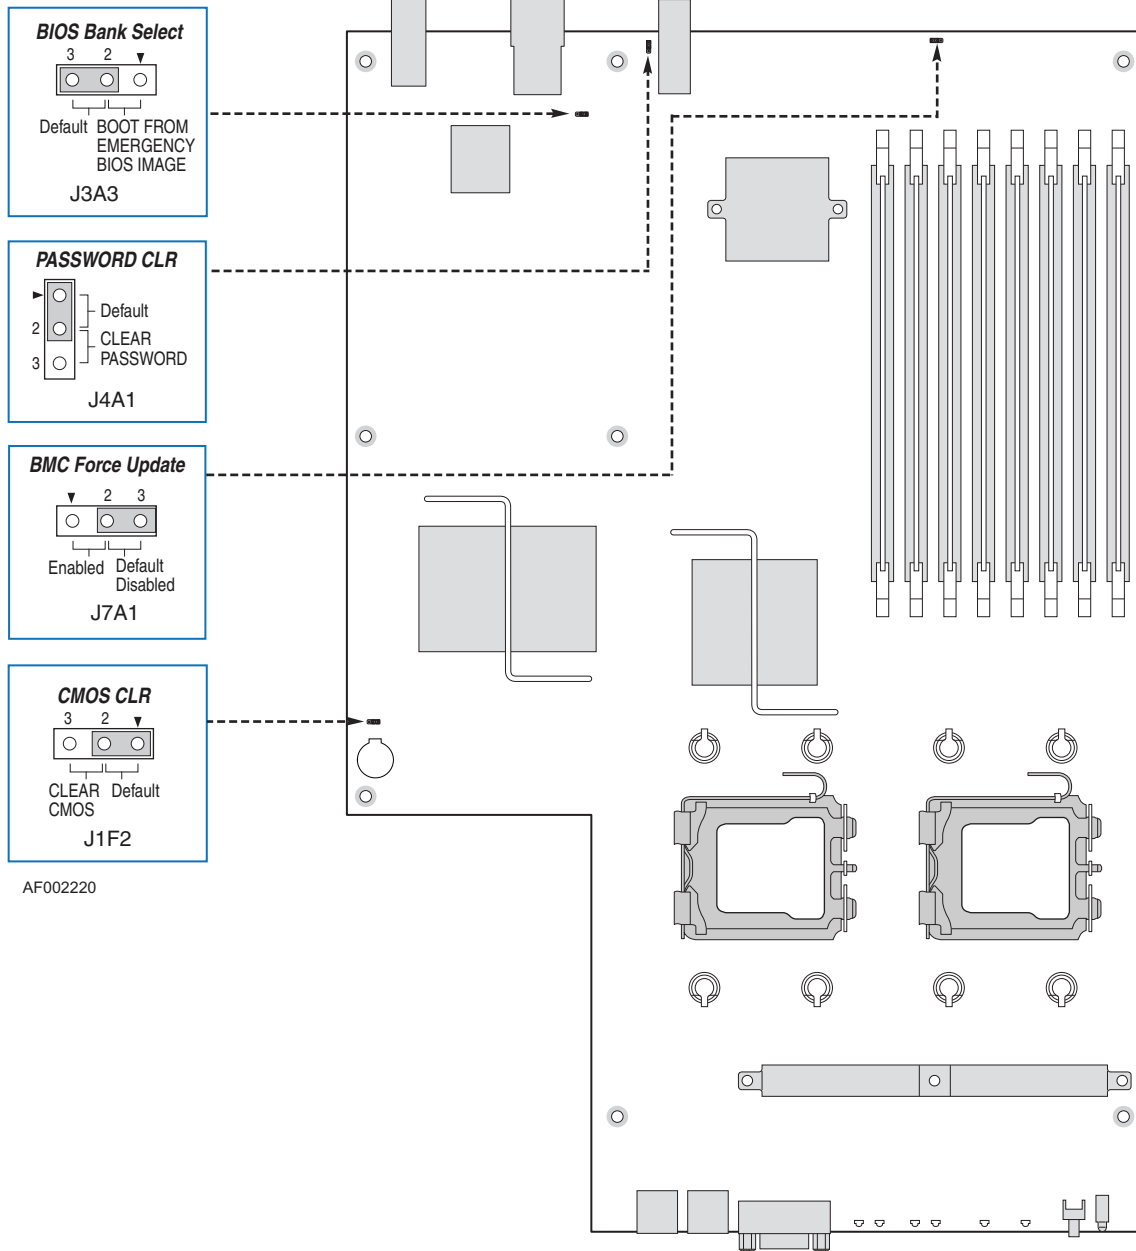 BIOS Bank Select
3 2
Default BOOT FROM
EMERGENCY
BIOS IMAGE
J3A3
PASSWORD CLR
Default
2
CLEAR
PASSWORD
3
J4A1
BMC Force Update
2 3
Enabled Default
Disabled
J7A1
CMOS CLR
3 2
CLEAR Default
CMOS
J1F2
AF002220